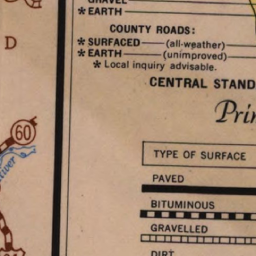 GRAVEL
* EARTH
COUNTY ROADS:
* SURFACED (all-weather)
* EARTH (unimproved)
* Local inquiry advisable.
D
CENTRAL STAND
Prin
60
TYPE OF SURFACE
PAVED
BITUMINOUS
GRAVELLED
DIRT